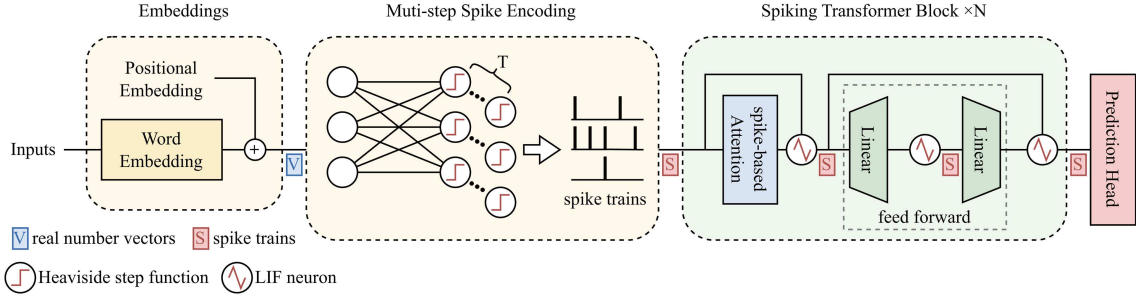 Embeddings
Muti-step Spike Encoding
Spiking Transformer Block ×N
Positional
Embedding
Inputs
Word
Embedding
+
V
T
spike trains
S
spike-based
Attention
S
Linear
S
Linear
feed forward
S
Prediction Head
V real number vectors
S spike trains
Heaviside step function
LIF neuron